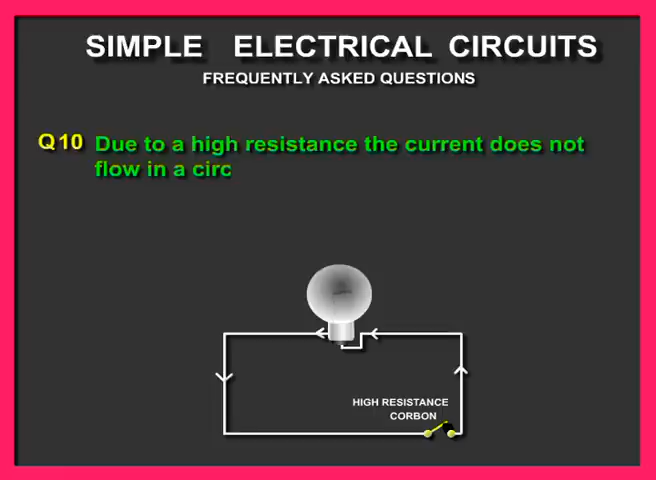 SIMPLE ELECTRICAL CIRCUITS
FREQUENTLY ASKED QUESTIONS
Q10 Due to a high resistance the current does not
flow in a circ
HIGH RESISTANCE
CORBON